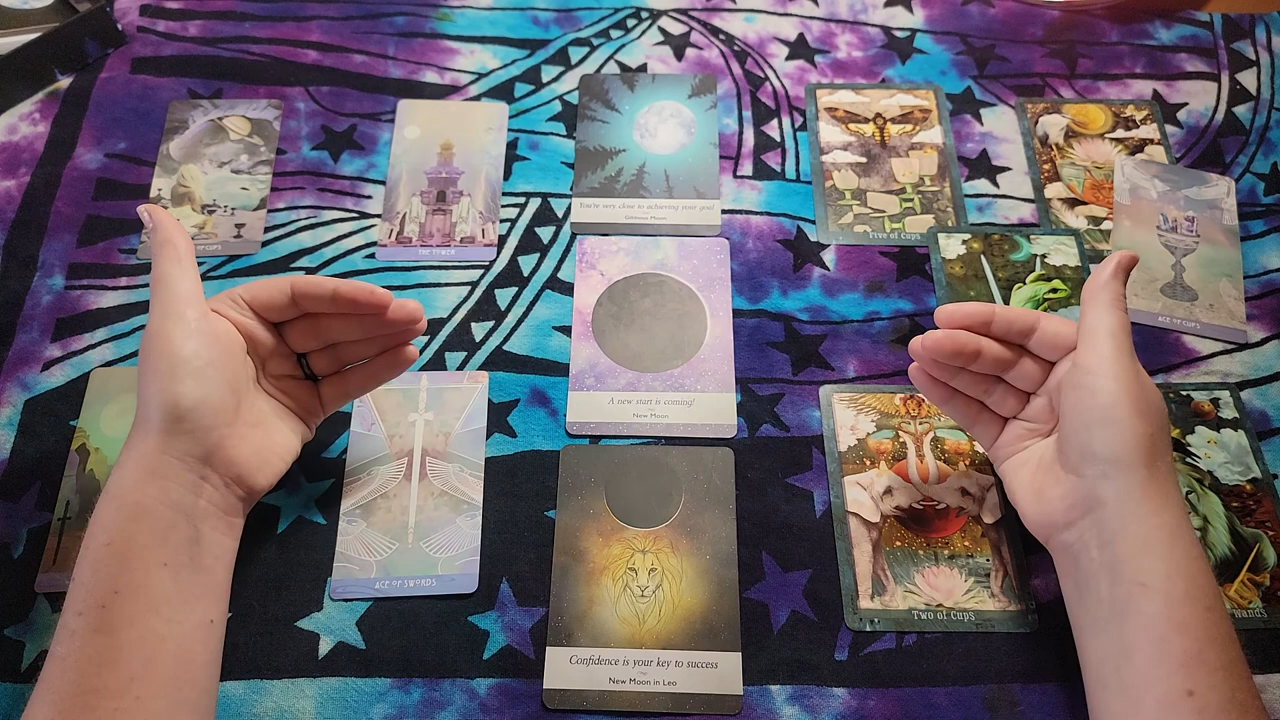 OF CUPS
THE TOWER
You're very close to achieving your goal
Gibbous Moon
Five of Cups
ACE OF CUPS
A new start is coming!
New Moon
ACE OF SWORDS
Two of Cups
Wands
Confidence is your key to success
New Moon in Leo